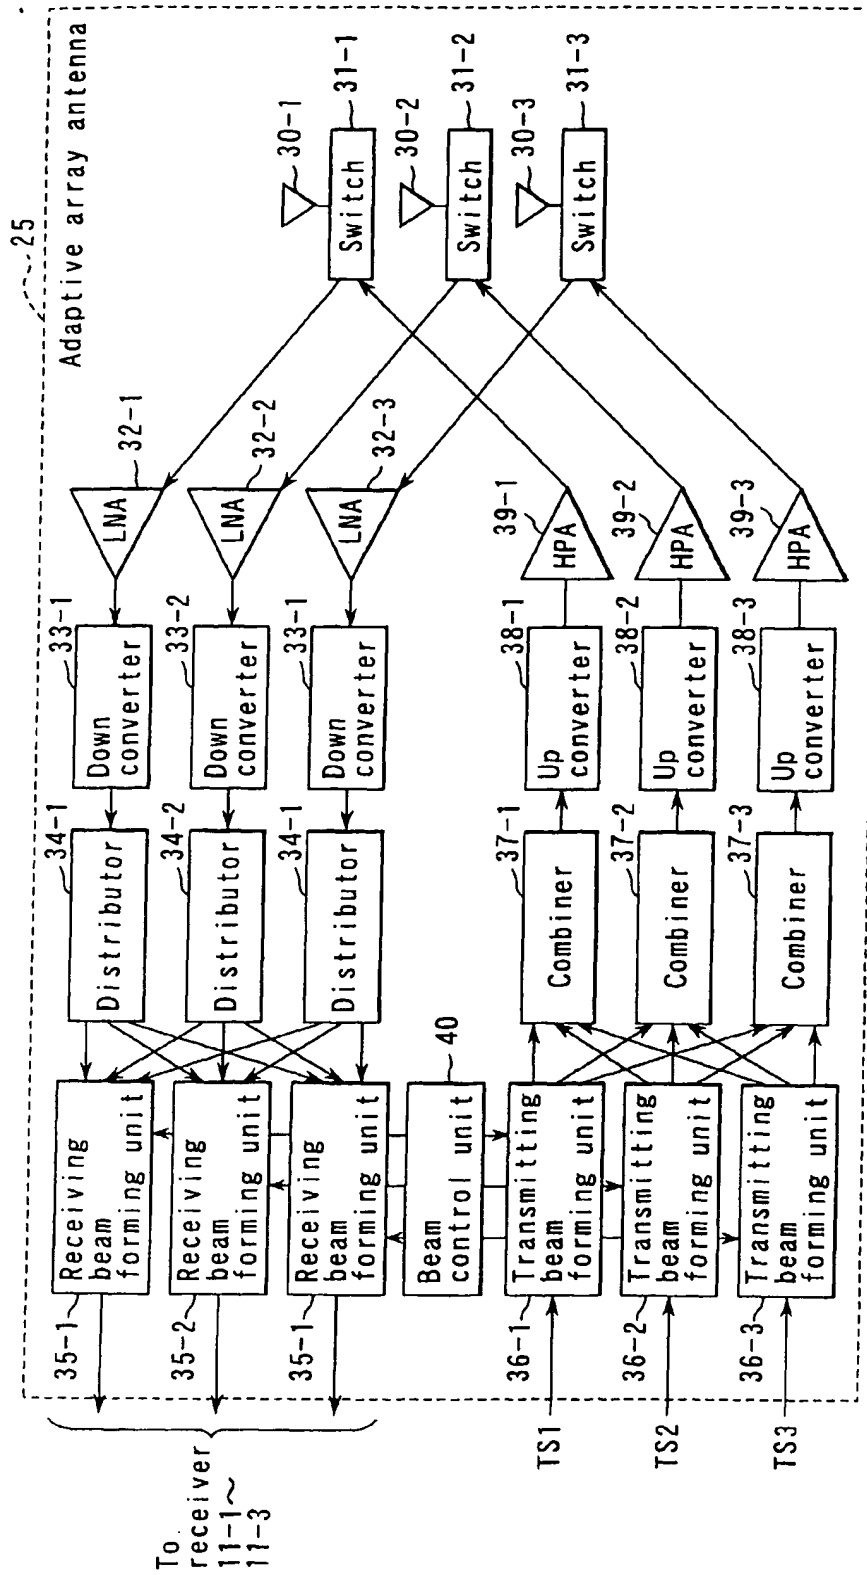 25
Adaptive array antenna
30-1
31-1
Switch
30-2
31-2
Switch
30-3
31-3
Switch
32-1
LNA
32-2
LNA
32-3
LNA
33-1
Down
converter
33-2
Down
converter
33-1
Down
converter
34-1
Distributor
34-2
Distributor
34-1
Distributor
35-1
Receiving
beam
forming unit
35-2
Receiving
beam
forming unit
35-1
Receiving
beam
forming unit
To
receiver
11-1~
11-3
40
Beam
control unit
36-1
Transmitting
beam
forming unit
36-2
Transmitting
beam
forming unit
36-3
Transmitting
beam
forming unit
TS1
TS2
TS3
37-1
Combiner
37-2
Combiner
37-3
Combiner
38-1
Up
converter
38-2
Up
converter
38-3
Up
converter
39-1
HPA
39-2
HPA
39-3
HPA